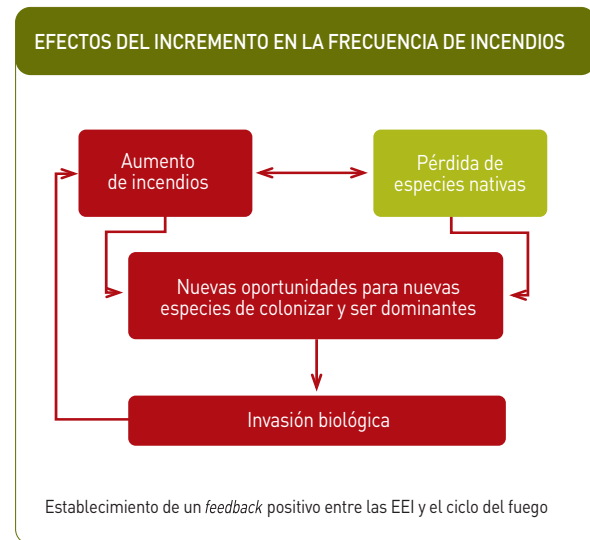 EFECTOS DEL INCREMENTO EN LA FRECUENCIA DE INCENDIOS
Aumento
de incendios
Pérdida de
especies nativas
Nuevas oportunidades para nuevas
especies de colonizar y ser dominantes
Invasión biológica
Establecimiento de un feedback positivo entre las EEI y el ciclo del fuego